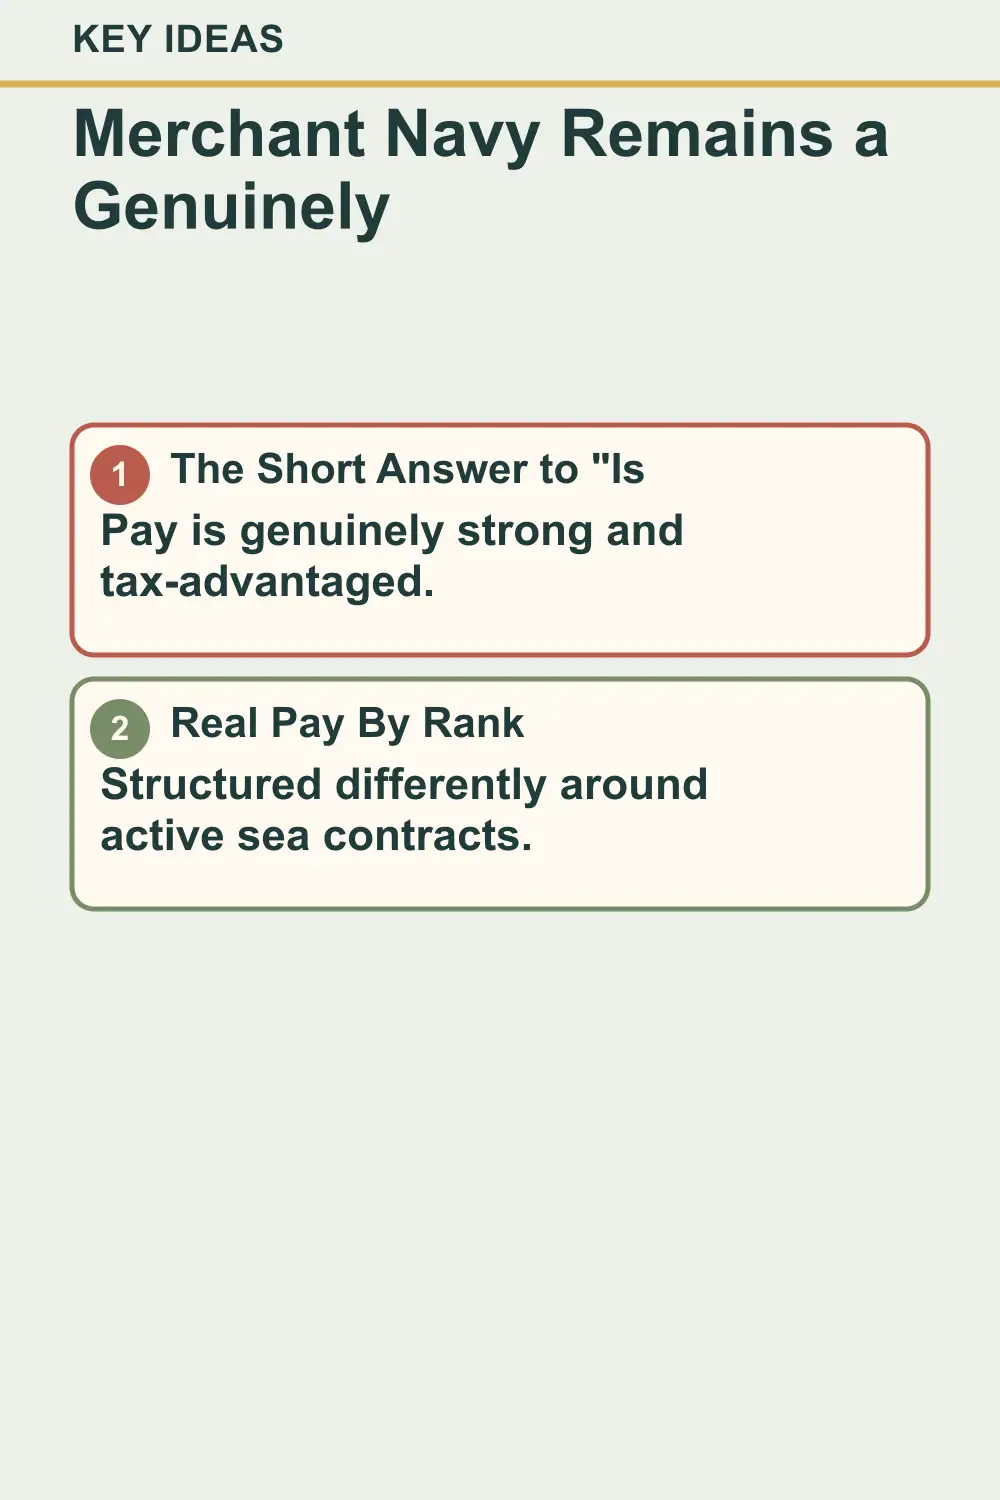 KEY IDEAS
Merchant Navy Remains a
Genuinely
1 The Short Answer to "Is
Pay is genuinely strong and
tax-advantaged.
2 Real Pay By Rank
Structured differently around
active sea contracts.